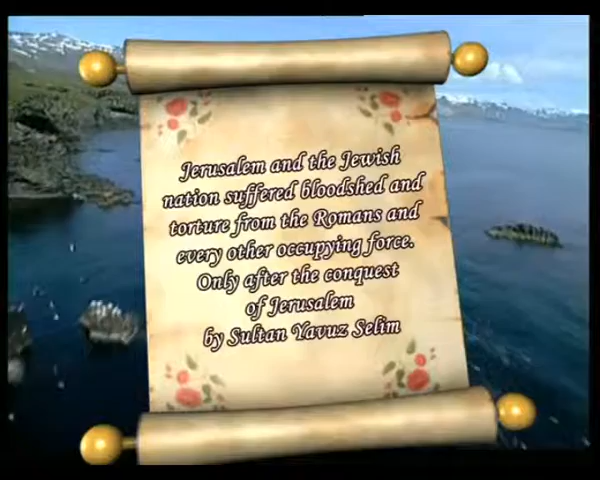 Jerusalem and the Jewish
nation suffered bloodshed and
torture from the Romans and
every other occupying force.
Only after the conquest
of Jerusalem
by Sultan Yavuz Selim